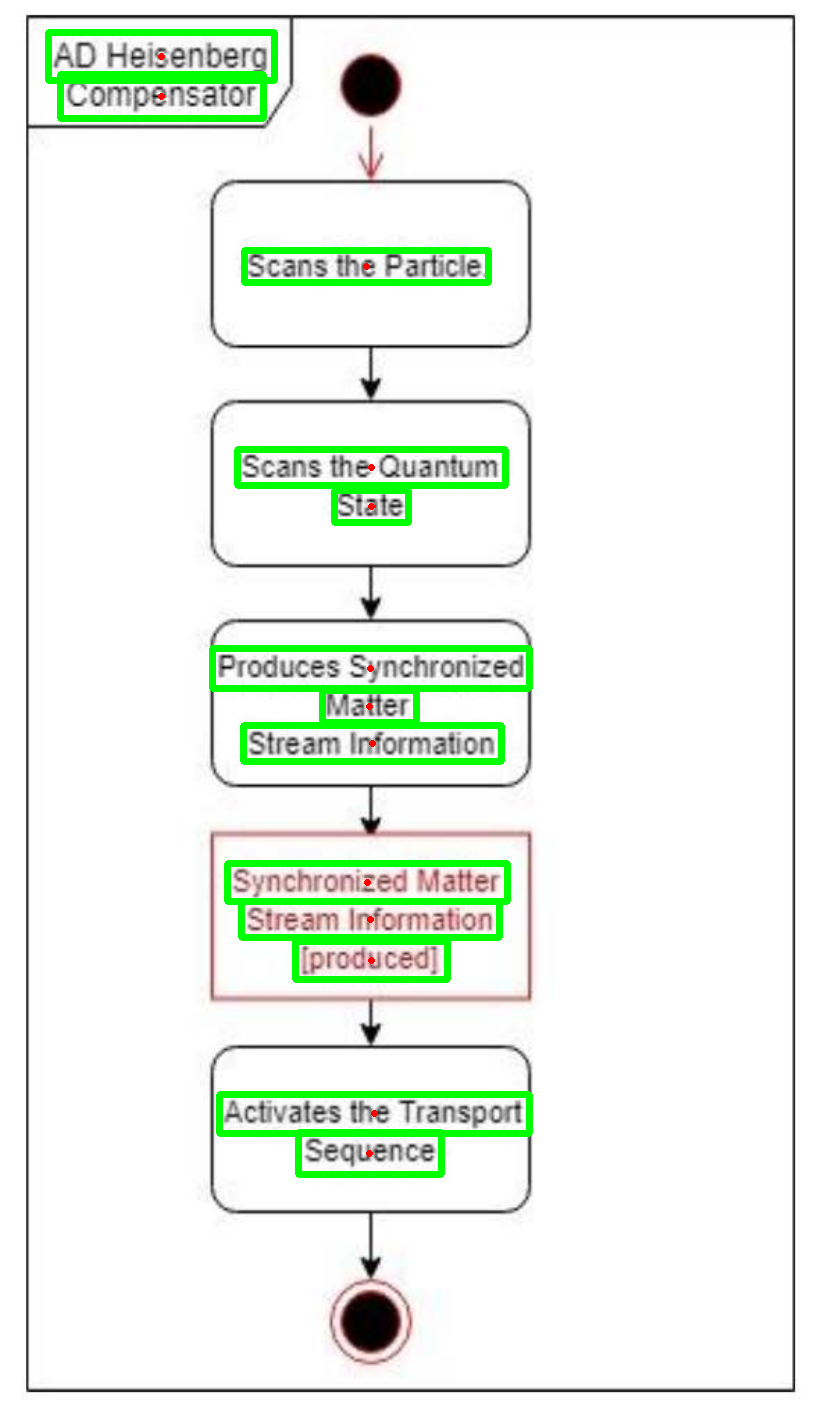 AD Heisenberg
Compensator
Scans the Particle.
Scans the Quantum
State
Produces Synchronized
Matter
Stream Information
Synchronized Matter
Stream Information
[produced]
Activates the Transport
Sequence